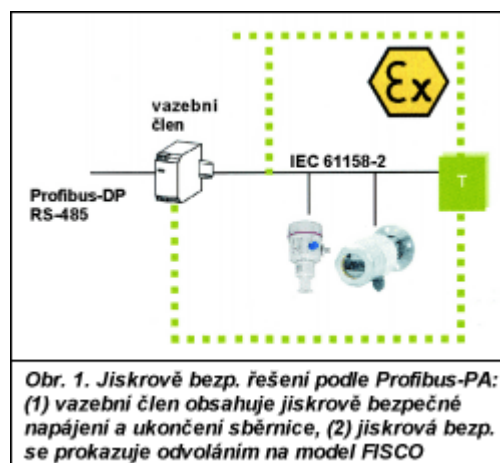 εx
vazební
člen
IEC 61158-2
T
Profibus-DP
RS-485
Obr. 1. Jiskrově bezp. řešení podle Profibus-PA:
(1) vazební člen obsahuje jiskrově bezpečné
napájení a ukončení sběrnice, (2) jiskrová bezp.
se prokazuje odvoláním na model FISCO